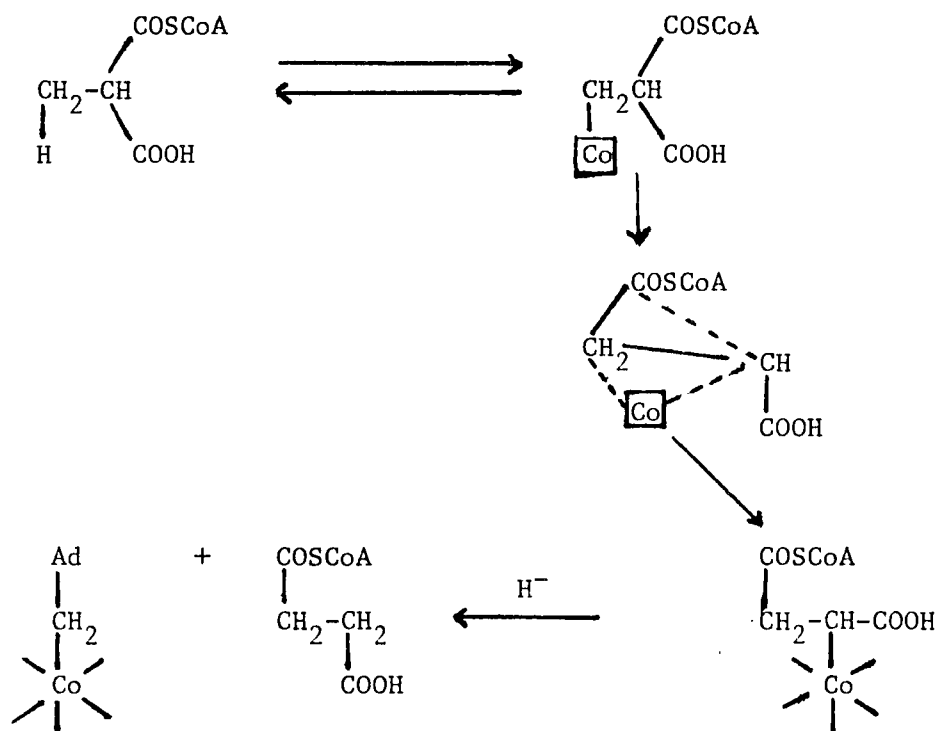 COSCoA COSCoA
CH2-CH CH2CH
H COOH Co COOH
COSCoA
CH2 CH
Co
COOH
Ad + COSCoA H- COSCoA
CH2 CH2-CH2 CH2-CH-COOH
Co COOH Co